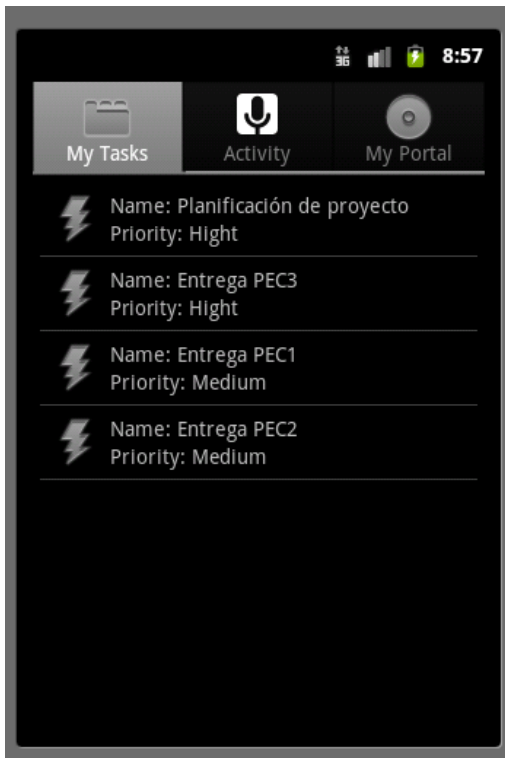 3G 8:57
My Tasks Activity My Portal
Name: Planificación de proyecto
Priority: Hight
Name: Entrega PEC3
Priority: Hight
Name: Entrega PEC1
Priority: Medium
Name: Entrega PEC2
Priority: Medium